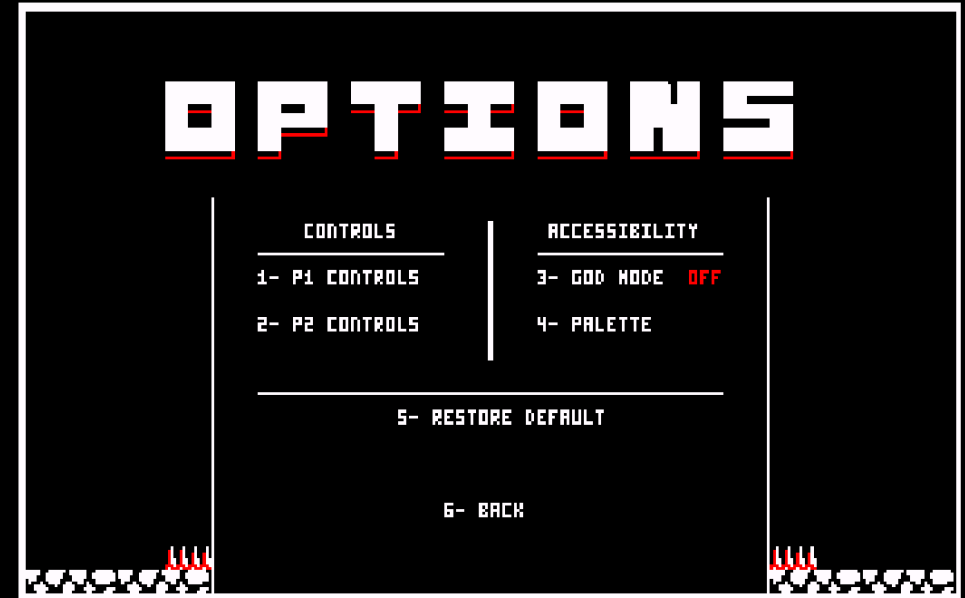 OPTIONS
CONTROLS
1- P1 CONTROLS
2- P2 CONTROLS
ACCESSIBILITY
3- GOD MODE OFF
4- PALETTE
5- RESTORE DEFAULT
6- BACK